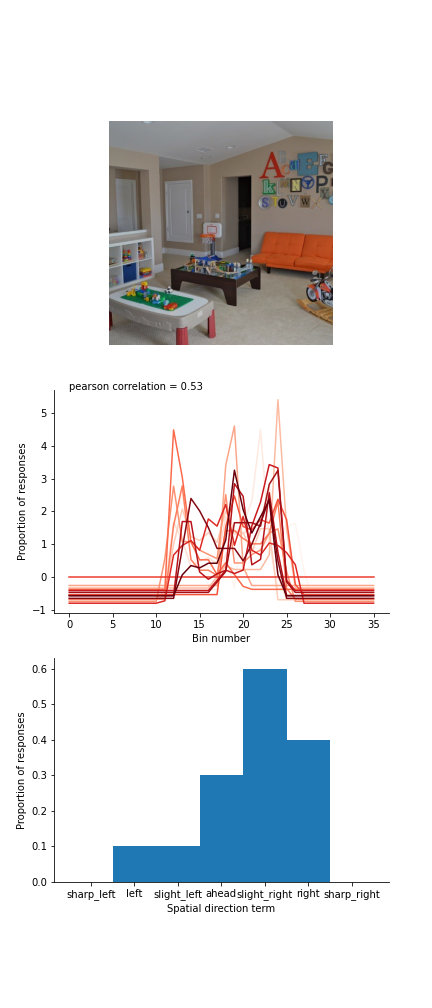 A
E
G
k
N
O
P
S
T
U
V
W
pearson correlation = 0.53
Proportion of responses
5
4
3
2
1
0
−1
0 5 10 15 20 25 30 35
Bin number
Proportion of responses
0.6
0.5
0.4
0.3
0.2
0.1
0.0
sharp_left left slight_left ahead slight_right right sharp_right
Spatial direction term